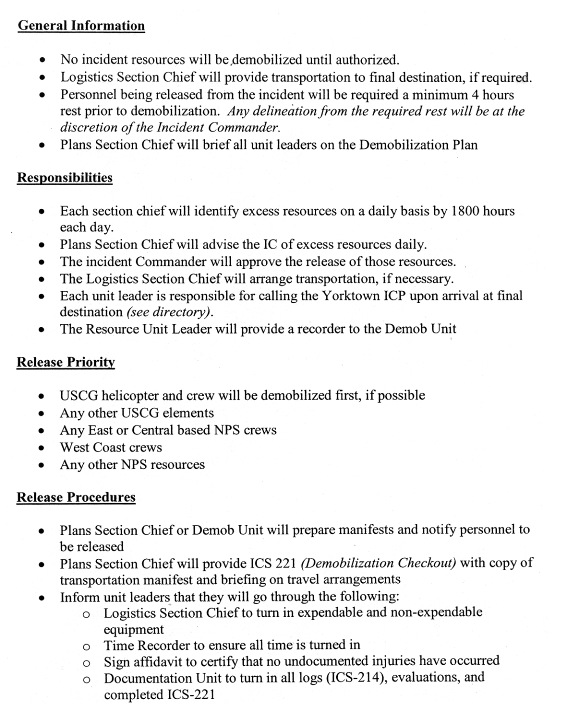 General Information
• No incident resources will be demobilized until authorized.
• Logistics Section Chief will provide transportation to final destination, if required.
• Personnel being released from the incident will be required a minimum 4 hours
rest prior to demobilization. Any delineation from the required rest will be at the
discretion of the Incident Commander.
• Plans Section Chief will brief all unit leaders on the Demobilization Plan
Responsibilities
• Each section chief will identify excess resources on a daily basis by 1800 hours
each day.
• Plans Section Chief will advise the IC of excess resources daily.
• The incident Commander will approve the release of those resources.
• The Logistics Section Chief will arrange transportation, if necessary.
• Each unit leader is responsible for calling the Yorktown ICP upon arrival at final
destination (see directory).
• The Resource Unit Leader will provide a recorder to the Demob Unit
Release Priority
• USCG helicopter and crew will be demobilized first, if possible
• Any other USCG elements
• Any East or Central based NPS crews
• West Coast crews
• Any other NPS resources
Release Procedures
• Plans Section Chief or Demob Unit will prepare manifests and notify personnel to
be released
• Plans Section Chief will provide ICS 221 (Demobilization Checkout) with copy of
transportation manifest and briefing on travel arrangements
• Inform unit leaders that they will go through the following:
o Logistics Section Chief to turn in expendable and non-expendable
equipment
o Time Recorder to ensure all time is turned in
o Sign affidavit to certify that no undocumented injuries have occurred
o Documentation Unit to turn in all logs (ICS-214), evaluations, and
completed ICS-221